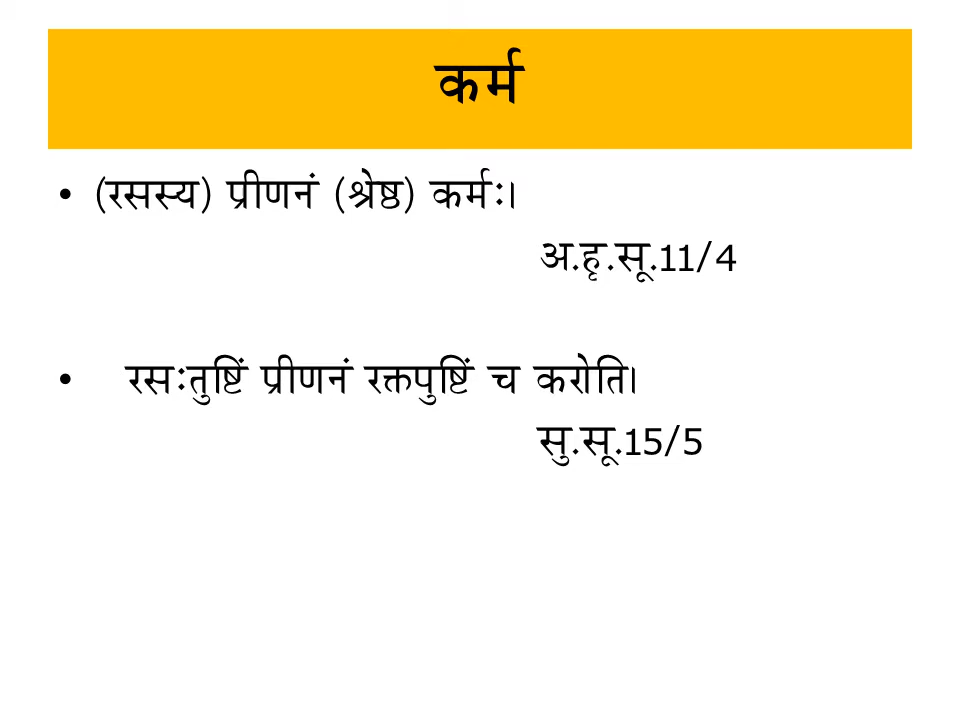 कर्म
• (रसस्य) प्रीणनं (श्रेष्ठ) कर्मः।
अ.हृ.सू.11/4
• रसःतुष्टिं प्रीणनं रक्तपुष्टिं च करोति।
सु.सू.15/5